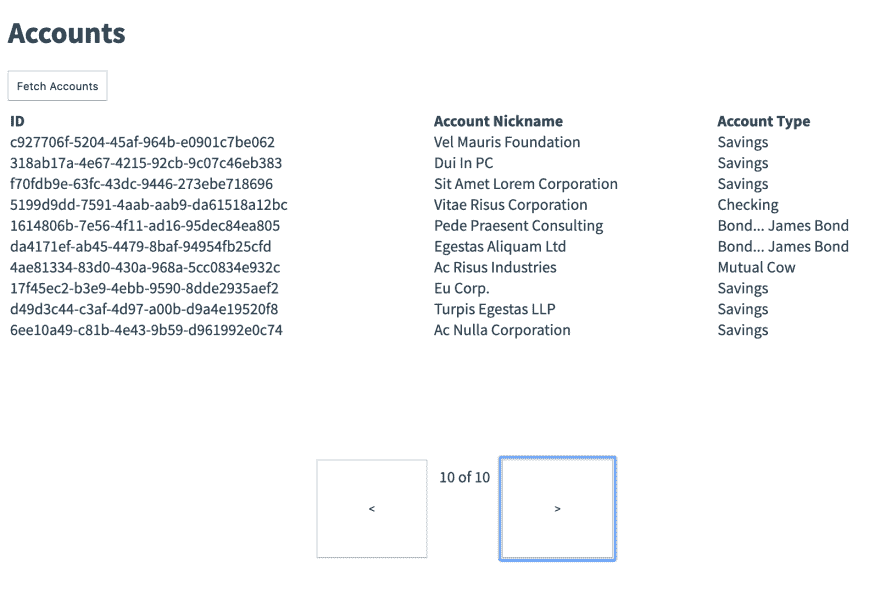 Accounts
Fetch Accounts
ID Account Nickname Account Type
c927706f-5204-45af-964b-e0901c7be062 Vel Mauris Foundation Savings
318ab17a-4e67-4215-92cb-9c07c46eb383 Dui In PC Savings
f70fdb9e-63fc-43dc-9446-273ebe718696 Sit Amet Lorem Corporation Savings
5199d9dd-7591-4aab-aab9-da61518a12bc Vitae Risus Corporation Checking
1614806b-7e56-4f11-ad16-95dec84ea805 Pede Praesent Consulting Bond... James Bond
da4171ef-ab45-4479-8baf-94954fb25cfd Egestas Aliquam Ltd Bond... James Bond
4ae81334-83d0-430a-968a-5cc0834e932c Ac Risus Industries Mutual Cow
17f45ec2-b3e9-4ebb-9590-8dde2935aef2 Eu Corp. Savings
d49d3c44-c3af-4d97-a00b-d9a4e19520f8 Turpis Egestas LLP Savings
6ee10a49-c81b-4e43-9b59-d961992e0c74 Ac Nulla Corporation Savings
< 10 of 10 >